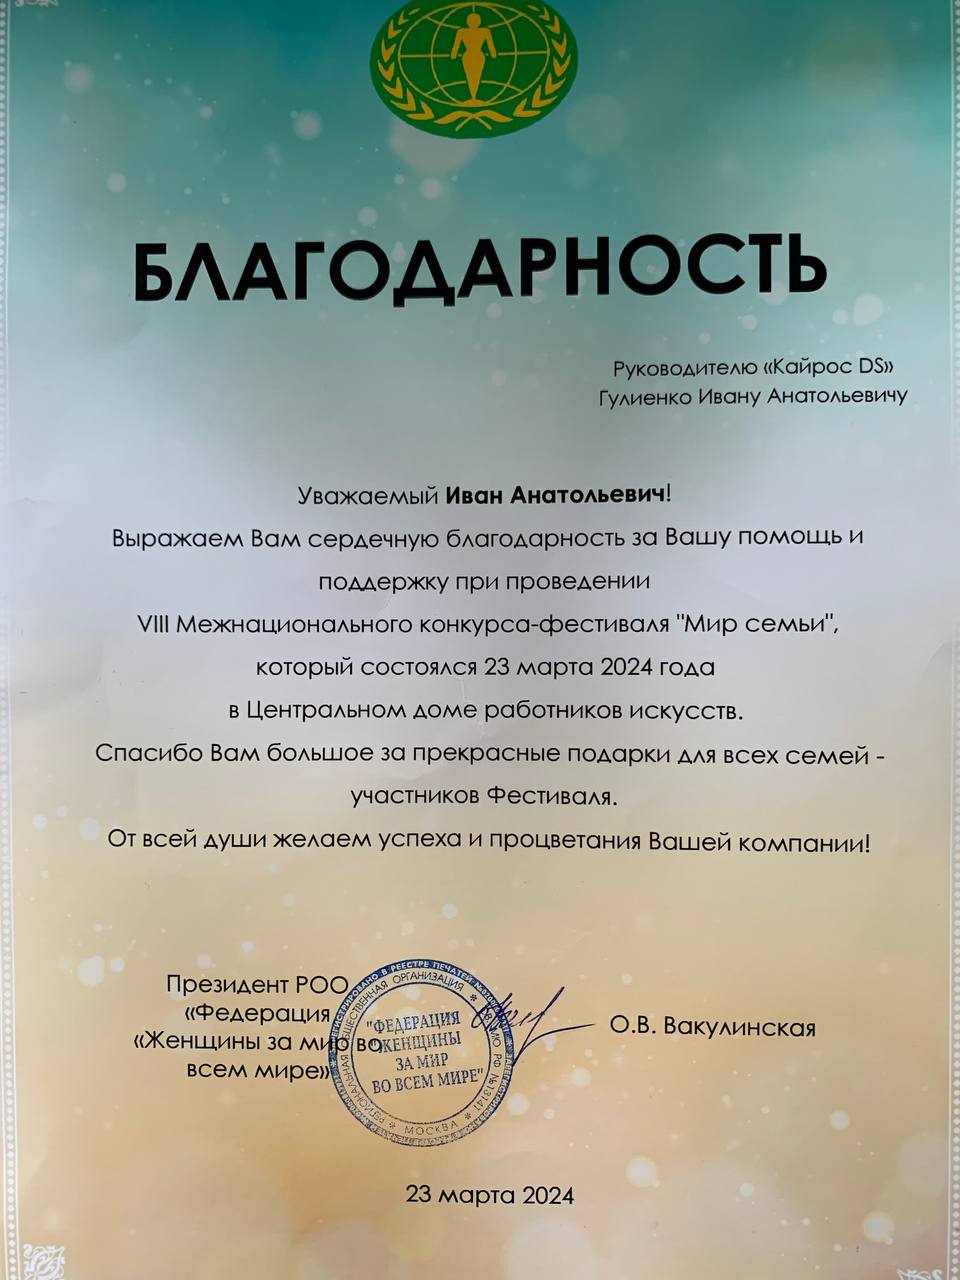 БЛАГОДАРНОСТЬ
Руководителю «Кайрос DS»
Гулиенко Ивану Анатольевичу
Уважаемый Иван Анатольевич!
Выражаем Вам сердечную благодарность за Вашу помощь и
поддержку при проведении
VIII Межнационального конкурса-фестиваля "Мир семьи",
который состоялся 23 марта 2024 года
в Центральном доме работников искусств.
Спасибо Вам большое за прекрасные подарки для всех семей -
участников Фестиваля.
От всей души желаем успеха и процветания Вашей компании!
Президент РОО
«Федерация
«Женщины за мир во
всем мире»
В РЕЕСТРЕ ПЕЧАТЕЙ
РЕГИОНАЛЬНАЯ ОБЩЕСТВЕННАЯ ОРГАНИЗАЦИЯ
"ФЕДЕРАЦИЯ
"ЖЕНЩИНЫ
ЗА МИР
ВО ВСЕМ МИРЕ"
* МОСКВА *
О.В. Вакулинская
23 марта 2024